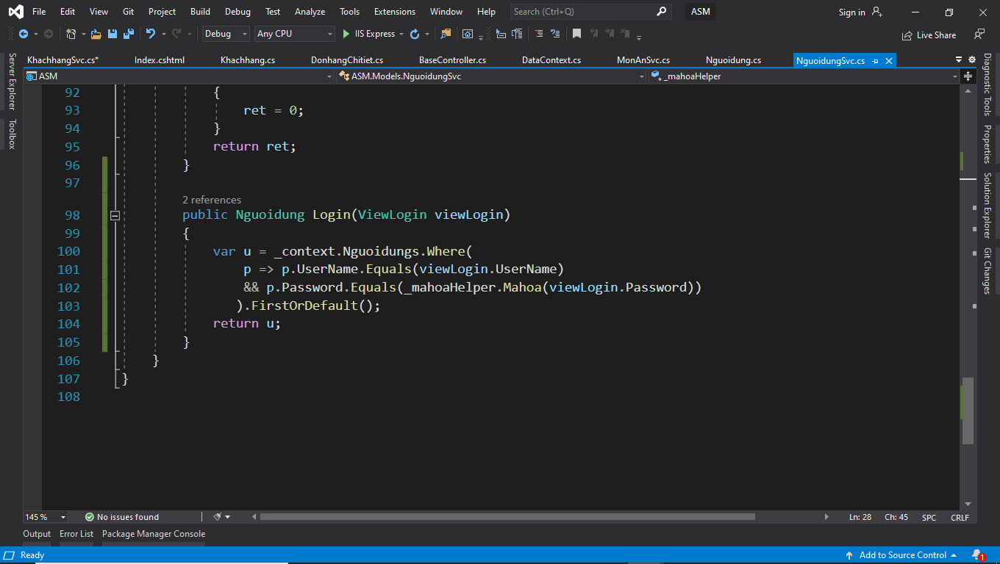 File Edit View Git Project Build Debug Test Analyze Tools Extensions Window Help Search (Ctrl+Q) ASM Sign in
Debug Any CPU IIS Express Live Share
KhachhangSvc.cs* Index.cshtml Khachhang.cs DonhangChitiet.cs BaseController.cs DataContext.cs MonAnSvc.cs Nguoidung.cs NguoidungSvc.cs
ASM ASM.Models.NguoidungSvc _mahoaHelper
Server Explorer
Toolbox
92 {
93 ret = 0;
94 }
95 return ret;
96 }
97
2 references
98 public Nguoidung Login(ViewLogin viewLogin)
99 {
100 var u = _context.Nguoidungs.Where(
101 p => p.UserName.Equals(viewLogin.UserName)
102 && p.Password.Equals(_mahoaHelper.Mahoa(viewLogin.Password))
103 ).FirstOrDefault();
104 return u;
105 }
106 }
107 }
108
Diagnostic Tools
Properties
Solution Explorer
Git Changes
145 % No issues found Ln: 28 Ch: 45 SPC CRLF
Output Error List Package Manager Console
Ready Add to Source Control 1